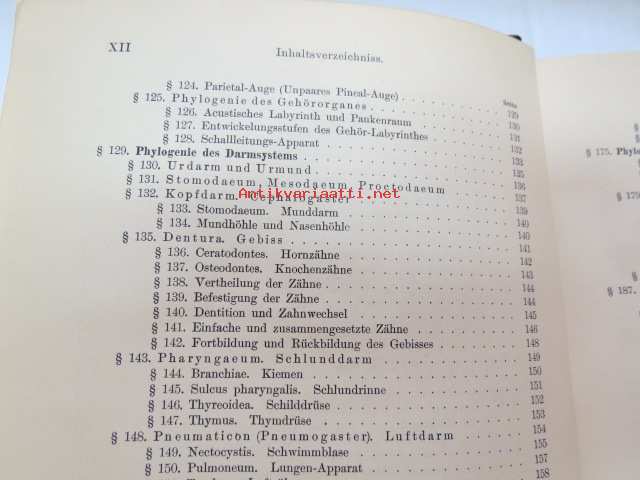 XII
Inhaltsverzeichniss.
Seite
§ 124. Parietal-Auge (Unpaares Pineal-Auge) 129
§ 125. Phylogenie des Gehörorganes 130
§ 126. Acustisches Labyrinth und Paukenraum 131
§ 127. Entwickelungsstufen des Gehör-Labyrinthes 132
§ 128. Schallleitungs-Apparat 133
§ 129. Phylogenie des Darmsystems 135
§ 130. Urdarm und Urmund 136
§ 131. Stomodaeum. Mesodaeum. Proctodaeum 137
§ 132. Kopfdarm. Cephalogaster 139
Antikvariaatti.net
§ 133. Stomodaeum. Munddarm 140
§ 134. Mundhöhle und Nasenhöhle 140
§ 135. Dentura. Gebiss 141
§ 136. Ceratodontes. Hornzähne 142
§ 137. Osteodontes. Knochenzähne 143
§ 138. Vertheilung der Zähne 144
§ 139. Befestigung der Zähne 144
§ 140. Dentition und Zahnwechsel 145
§ 141. Einfache und zusammengesetzte Zähne 146
§ 142. Fortbildung und Rückbildung des Gebisses 148
§ 143. Pharyngaeum. Schlunddarm 149
§ 144. Branchiae. Kiemen 150
§ 145. Sulcus pharyngalis. Schlundrinne 151
§ 146. Thyreoidea. Schilddrüse 152
§ 147. Thymus. Thymdrüse 153
§ 148. Pneumaticon (Pneumogaster). Luftdarm 154
§ 149. Nectocystis. Schwimmblase 155
§ 150. Pulmoneum. Lungen-Apparat 157
158
§ 175. Phylo
§ 187.